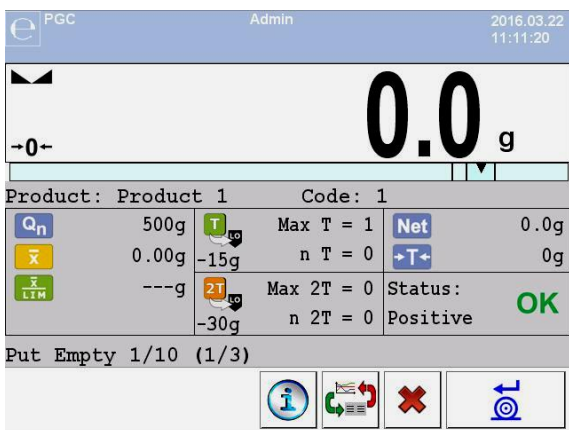 e PGC Admin 2016.03.22
11:11:20
0.0 g
→0←
Product: Product 1 Code: 1
Qn 500g T LO Max T = 1 Net 0.0g
x̄ 0.00g -15g n T = 0 →T← 0g
x̄ LIM ---g 2T LO Max 2T = 0 Status: OK
-30g n 2T = 0 Positive
Put Empty 1/10 (1/3)